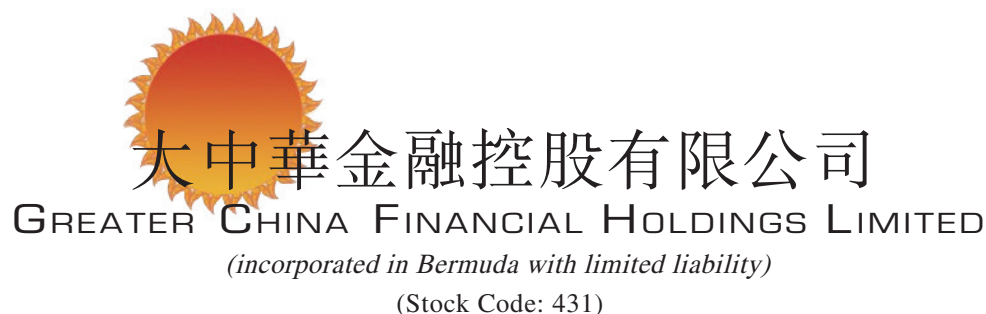 大中華金融控股有限公司
GREATER CHINA FINANCIAL HOLDINGS LIMITED
(incorporated in Bermuda with limited liability)
(Stock Code: 431)